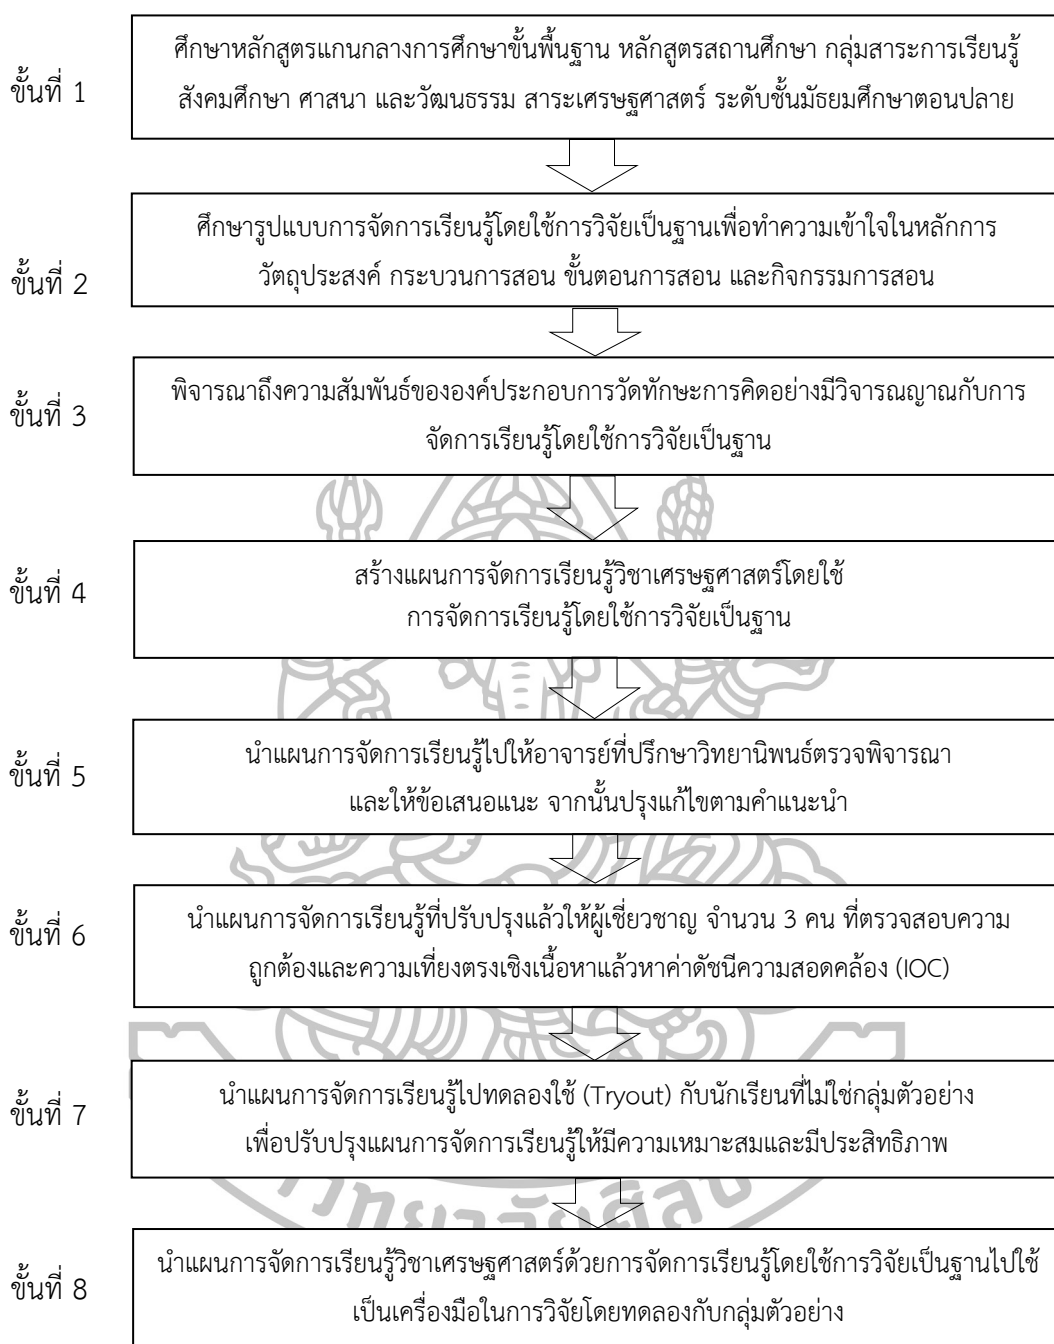 ขั้นที่ 1
ศึกษาหลักสูตรแกนกลางการศึกษาขั้นพื้นฐาน หลักสูตรสถานศึกษา กลุ่มสาระการเรียนรู้
สังคมศึกษา ศาสนา และวัฒนธรรม สาระเศรษฐศาสตร์ ระดับชั้นมัธยมศึกษาตอนปลาย
ขั้นที่ 2
ศึกษารูปแบบการจัดการเรียนรู้โดยใช้การวิจัยเป็นฐานเพื่อทำความเข้าใจในหลักการ
วัตถุประสงค์ กระบวนการสอน ขั้นตอนการสอน และกิจกรรมการสอน
ขั้นที่ 3
พิจารณาถึงความสัมพันธ์ขององค์ประกอบการวัดทักษะการคิดอย่างมีวิจารณญาณกับการ
จัดการเรียนรู้โดยใช้การวิจัยเป็นฐาน
ขั้นที่ 4
สร้างแผนการจัดการเรียนรู้วิชาเศรษฐศาสตร์โดยใช้
การจัดการเรียนรู้โดยใช้การวิจัยเป็นฐาน
ขั้นที่ 5
นำแผนการจัดการเรียนรู้ไปให้อาจารย์ที่ปรึกษาวิทยานิพนธ์ตรวจพิจารณา
และให้ข้อเสนอแนะ จากนั้นปรุงแก้ไขตามคำแนะนำ
ขั้นที่ 6
นำแผนการจัดการเรียนรู้ที่ปรับปรุงแล้วให้ผู้เชี่ยวชาญ จำนวน 3 คน ที่ตรวจสอบความ
ถูกต้องและความเที่ยงตรงเชิงเนื้อหาแล้วหาค่าดัชนีความสอดคล้อง (IOC)
ขั้นที่ 7
นำแผนการจัดการเรียนรู้ไปทดลองใช้ (Tryout) กับนักเรียนที่ไม่ใช่กลุ่มตัวอย่าง
เพื่อปรับปรุงแผนการจัดการเรียนรู้ให้มีความเหมาะสมและมีประสิทธิภาพ
ขั้นที่ 8
นำแผนการจัดการเรียนรู้วิชาเศรษฐศาสตร์ด้วยการจัดการเรียนรู้โดยใช้การวิจัยเป็นฐานไปใช้
เป็นเครื่องมือในการวิจัยโดยทดลองกับกลุ่มตัวอย่าง